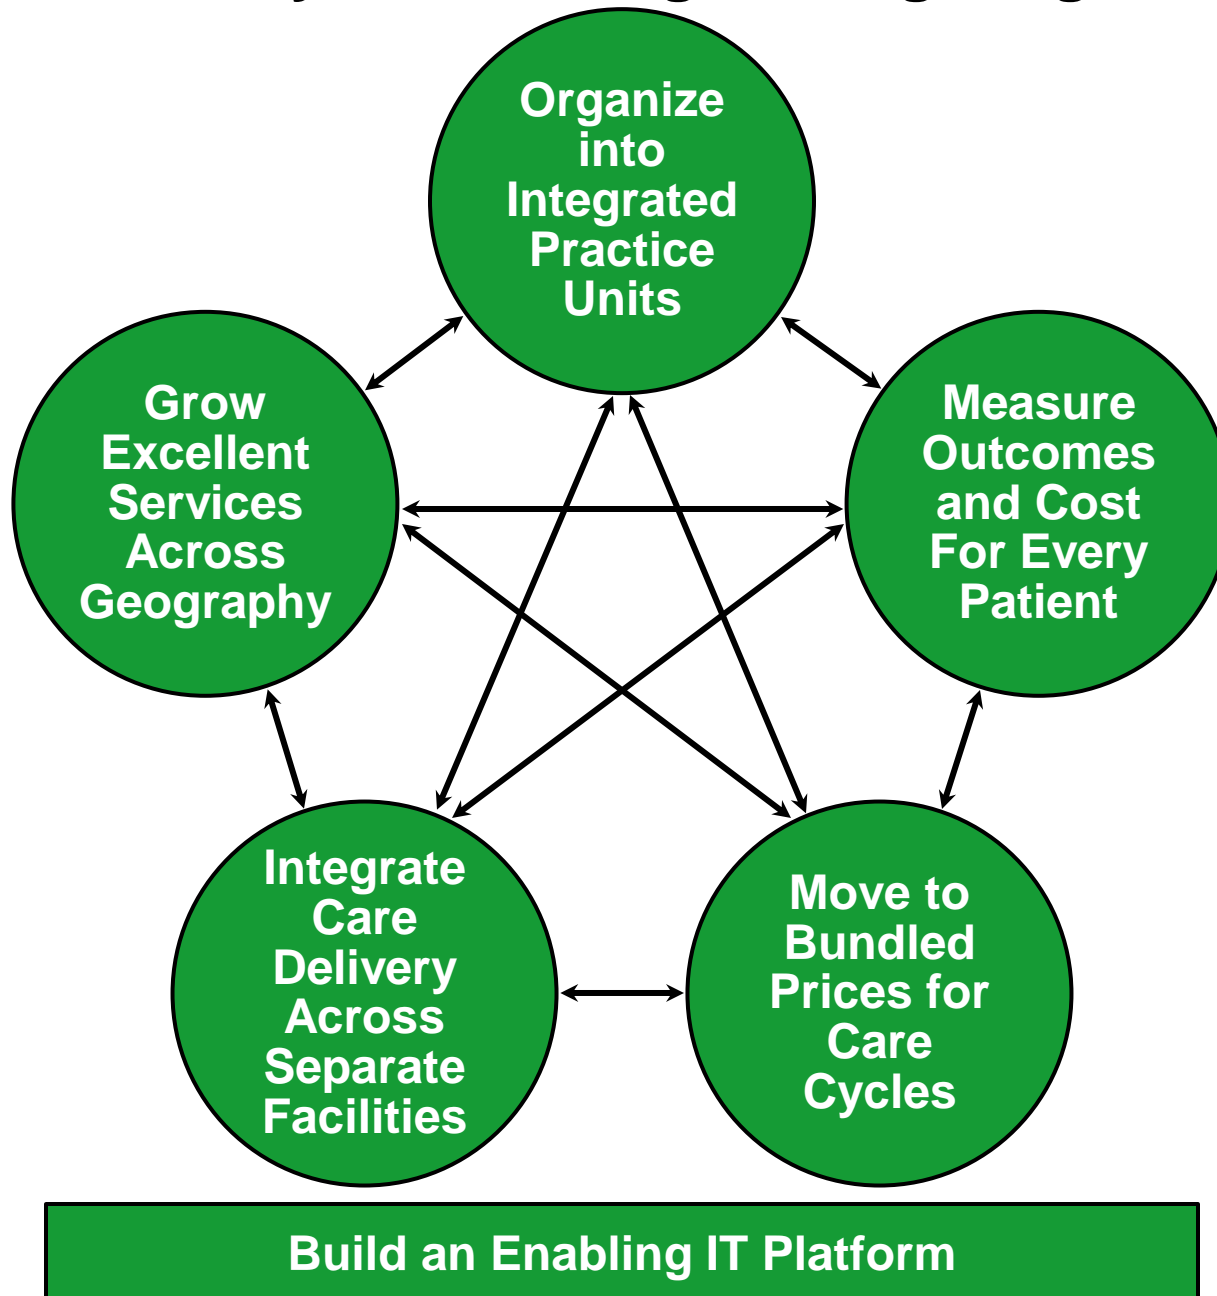 Organize
into
Integrated
Practice
Units
Grow
Excellent
Services
Across
Geography
Measure
Outcomes
and Cost
For Every
Patient
Integrate
Care
Delivery
Across
Separate
Facilities
Move to
Bundled
Prices for
Care
Cycles
Build an Enabling IT Platform